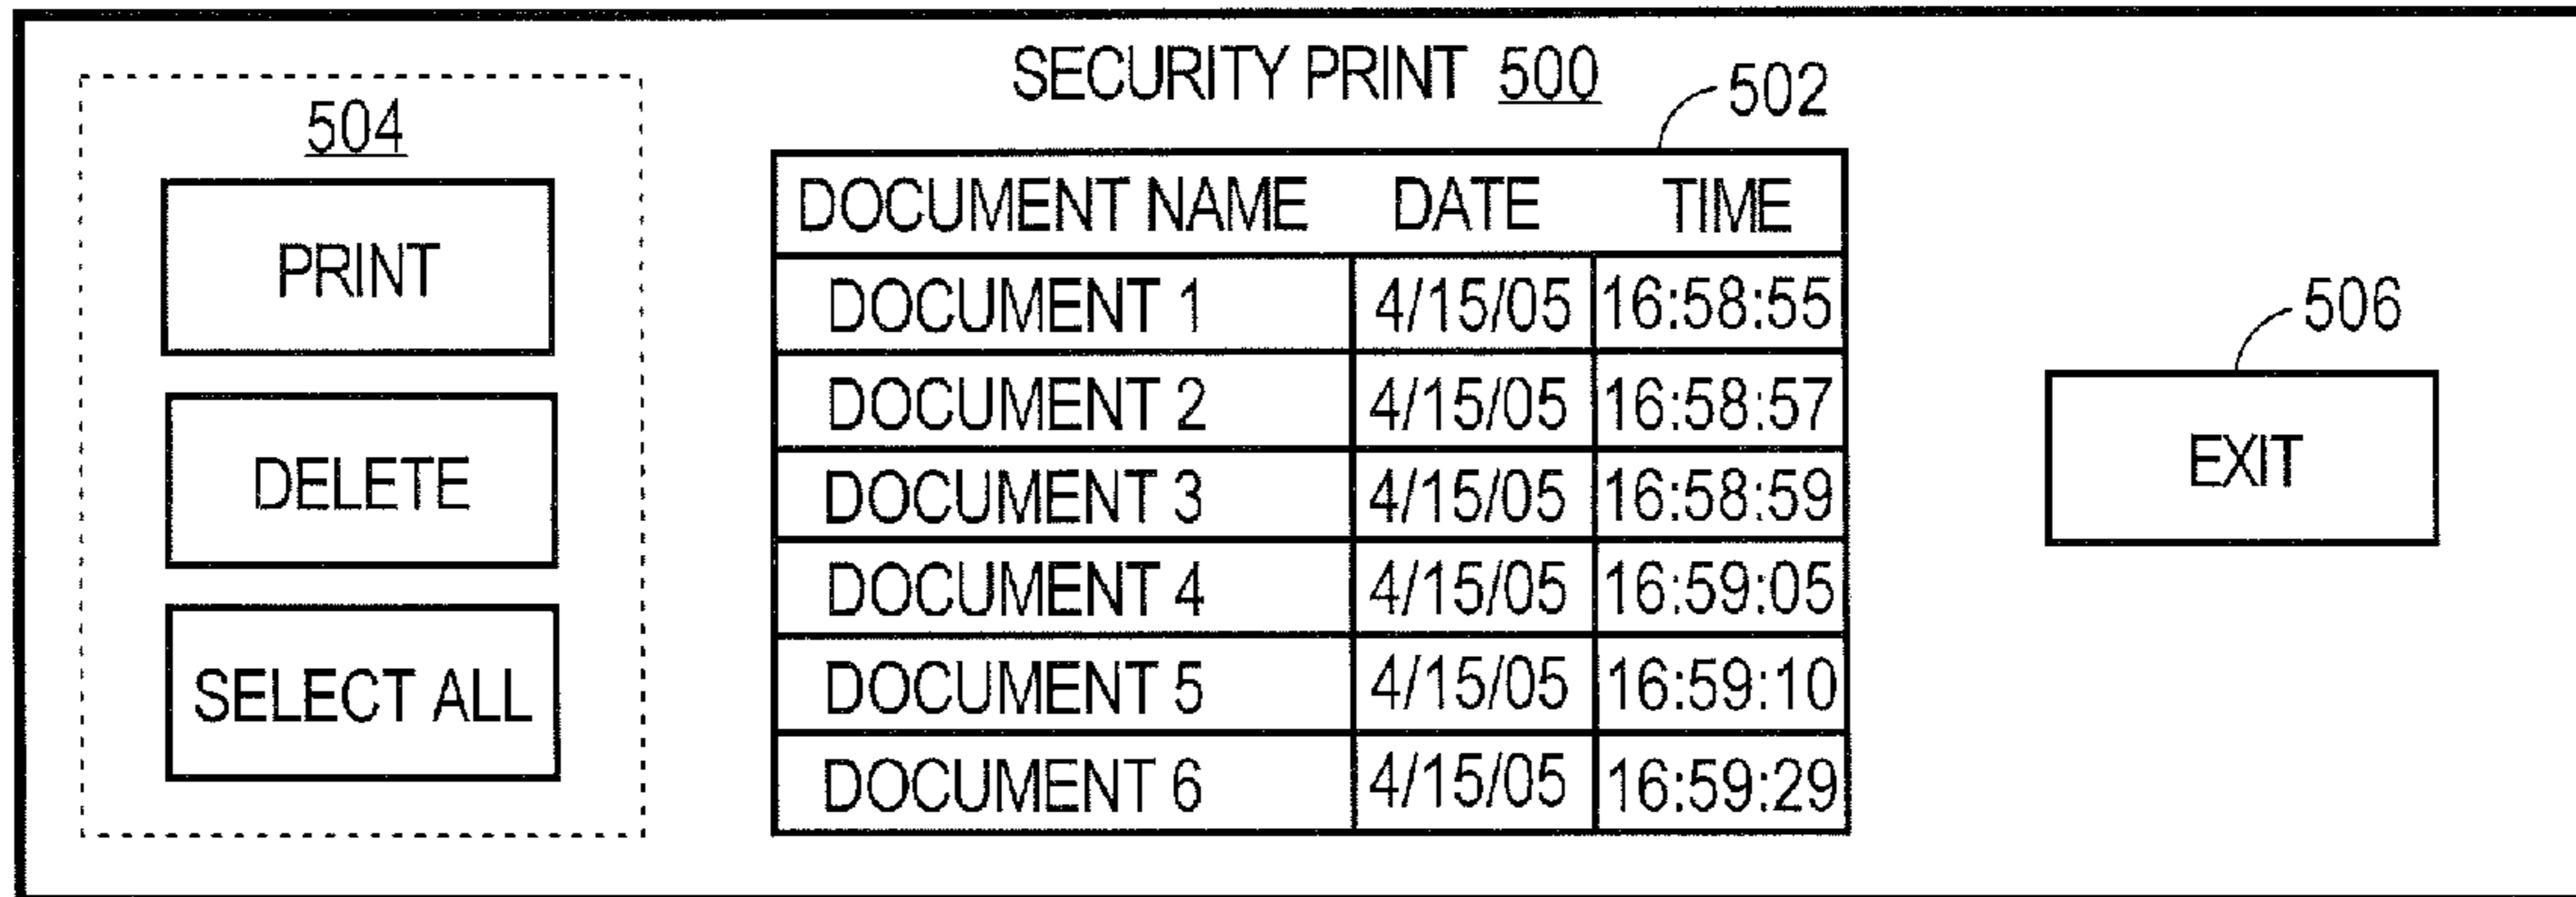 SECURITY PRINT 500
504
PRINT
DELETE
SELECT ALL
502
DOCUMENT NAME DATE TIME
DOCUMENT 1 4/15/05 16:58:55
DOCUMENT 2 4/15/05 16:58:57
DOCUMENT 3 4/15/05 16:58:59
DOCUMENT 4 4/15/05 16:59:05
DOCUMENT 5 4/15/05 16:59:10
DOCUMENT 6 4/15/05 16:59:29
506
EXIT